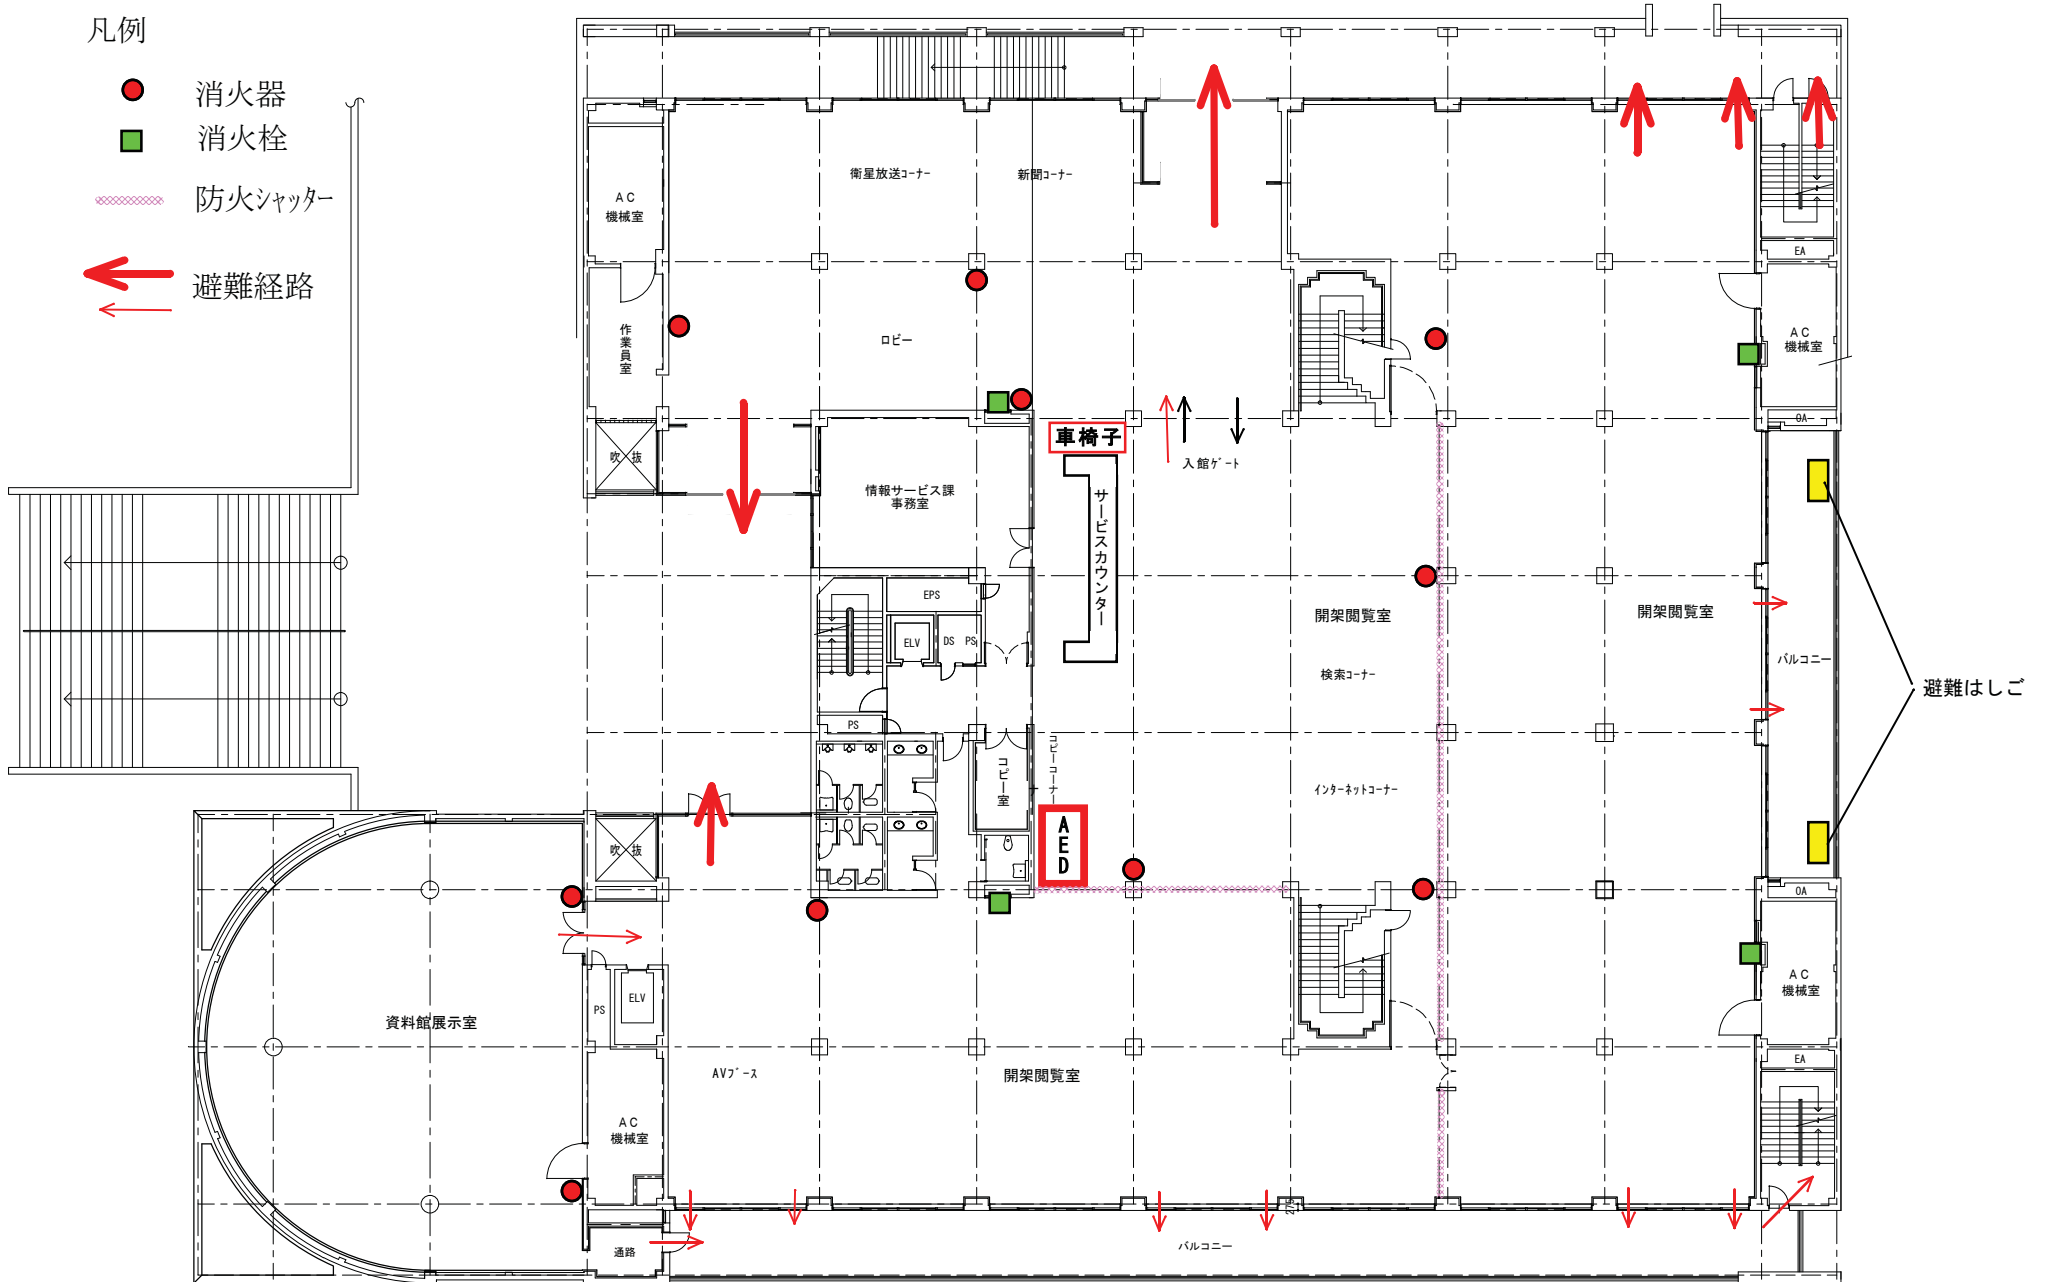 凡例
消火器
消火栓
防火シャッター
避難経路
衛星放送コーナー
新聞コーナー
AC
機械室
作業員室
ロビー
EA
AC
機械室
OA
吹抜
車椅子
入館ゲート
情報サービス課
事務室
サービスカウンター
EPS
ELV
DS
PS
PS
開架閲覧室
開架閲覧室
検索コーナー
バルコニー
避難はしご
コピー室
コピーコーナー
インターネットコーナー
AED
吹抜
OA
AC
機械室
EA
資料館展示室
PS
ELV
AVブース
開架閲覧室
AC
機械室
通路
バルコニー